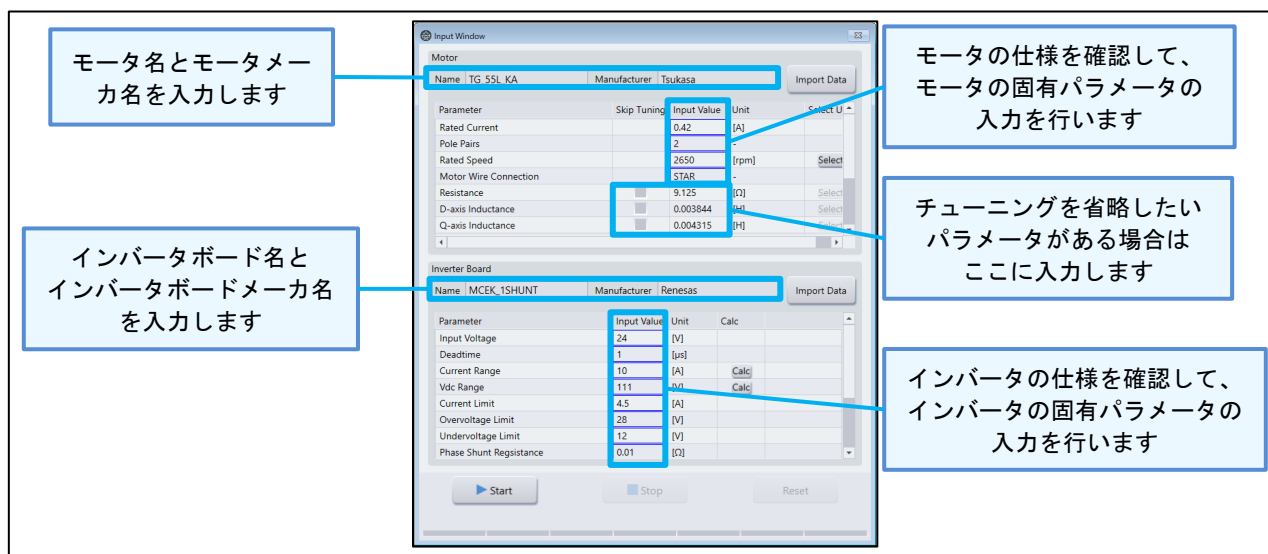 モータ名とモータメー
カ名を入力します
インバータボード名と
インバータボードメーカ名
を入力します
Input Window
Motor
Name TG_55L_KA Manufacturer Tsukasa Import Data
Parameter Skip Tuning Input Value Unit Select U
Rated Current 0.42 [A]
Pole Pairs 2 -
Rated Speed 2650 [rpm] Select
Motor Wire Connection STAR -
Resistance 9.125 [Ω] Select
D-axis Inductance 0.003844 [H] Select
Q-axis Inductance 0.004315 [H] Select
Inverter Board
Name MCEK_1SHUNT Manufacturer Renesas Import Data
Parameter Input Value Unit Calc
Input Voltage 24 [V]
Deadtime 1 [μs]
Current Range 10 [A] Calc
Vdc Range 111 [V] Calc
Current Limit 4.5 [A]
Overvoltage Limit 28 [V]
Undervoltage Limit 12 [V]
Phase Shunt Regsistance 0.01 [Ω]
Start Stop Reset
モータの仕様を確認して、
モータの固有パラメータの
入力を行います
チューニングを省略したい
パラメータがある場合は
ここに入力します
インバータの仕様を確認して、
インバータの固有パラメータの
入力を行います